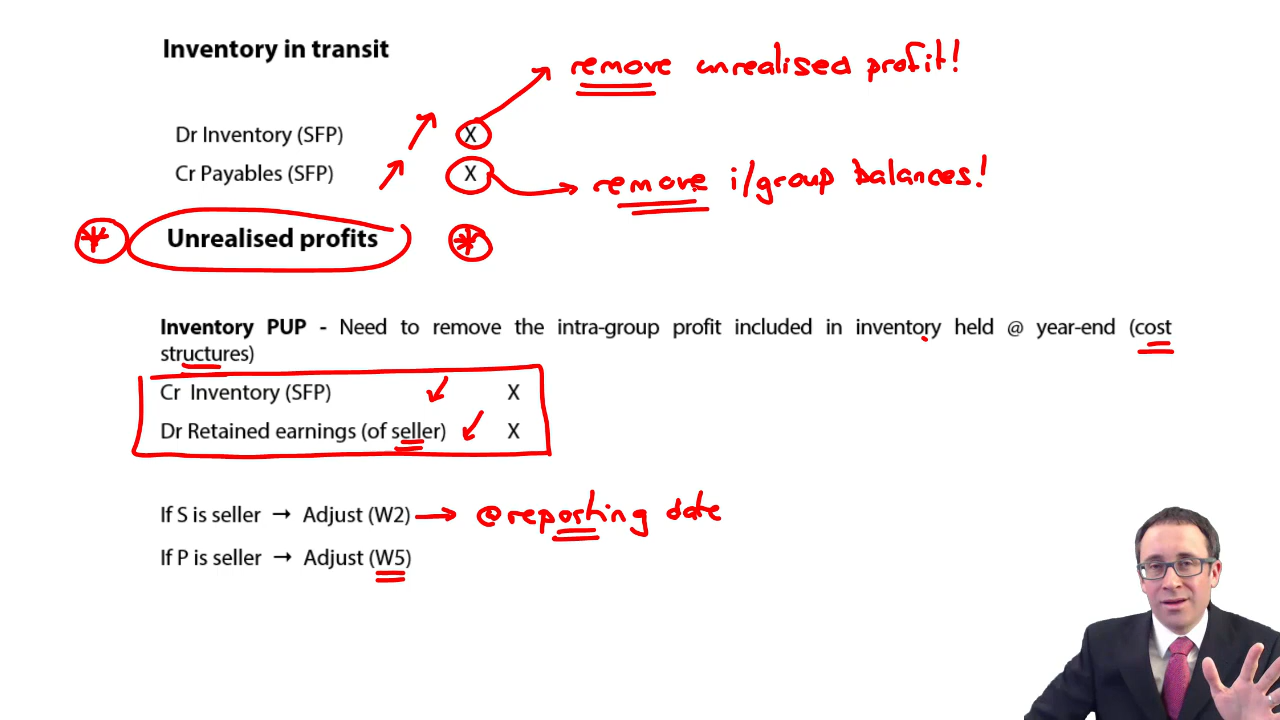 Inventory in transit
remove unrealised profit!
Dr Inventory (SFP) X
Cr Payables (SFP) X
remove i/group balances!
* Unrealised profits *
Inventory PUP - Need to remove the intra-group profit included in inventory held @ year-end (cost
structures)
Cr Inventory (SFP) X
Dr Retained earnings (of seller) X
If S is seller → Adjust (W2) → @reporting date
If P is seller → Adjust (W5)